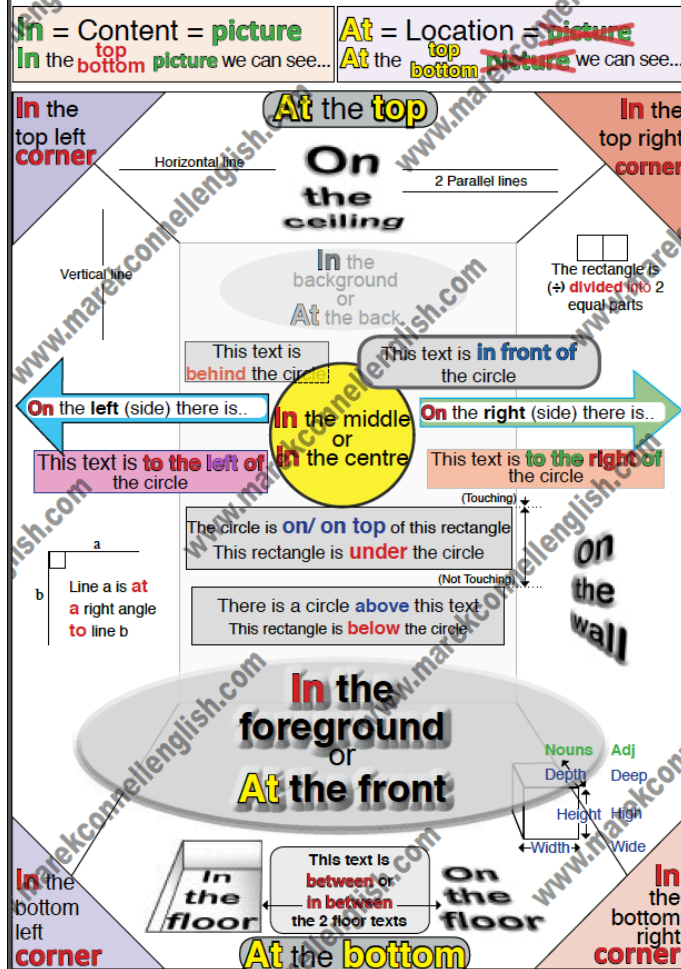 In = Content = picture
In the top bottom picture we can see...
At = Location = picture
At the top bottom picture we can see...
In the
top left
corner
At the top
In the
top right
corner
Horizontal line
On
the
ceiling
2 Parallel lines
Vertical line
In the
background
or
At the back
The rectangle is
(÷) divided into 2
equal parts
This text is
behind the circle
This text is in front of
the circle
On the left (side) there is..
In the middle
or
In the centre
On the right (side) there is..
This text is to the left of
the circle
This text is to the right of
the circle
(Touching)
The circle is on/ on top of this rectangle
This rectangle is under the circle
(Not Touching)
There is a circle above this text
This rectangle is below the circle
a
b
Line a is at
a right angle
to line b
on
the
wall
In the
foreground
or
At the front
Nouns Adj
Depth Deep
Height High
Width Wide
In
the
floor
This text is
between or
in between
the 2 floor texts
On
the
floor
In the
bottom
left
corner
At the bottom
In
the
bottom
right
corner
www.marekconnellenglish.com
www.marekconnellenglish.com
www.marekconnellenglish.com